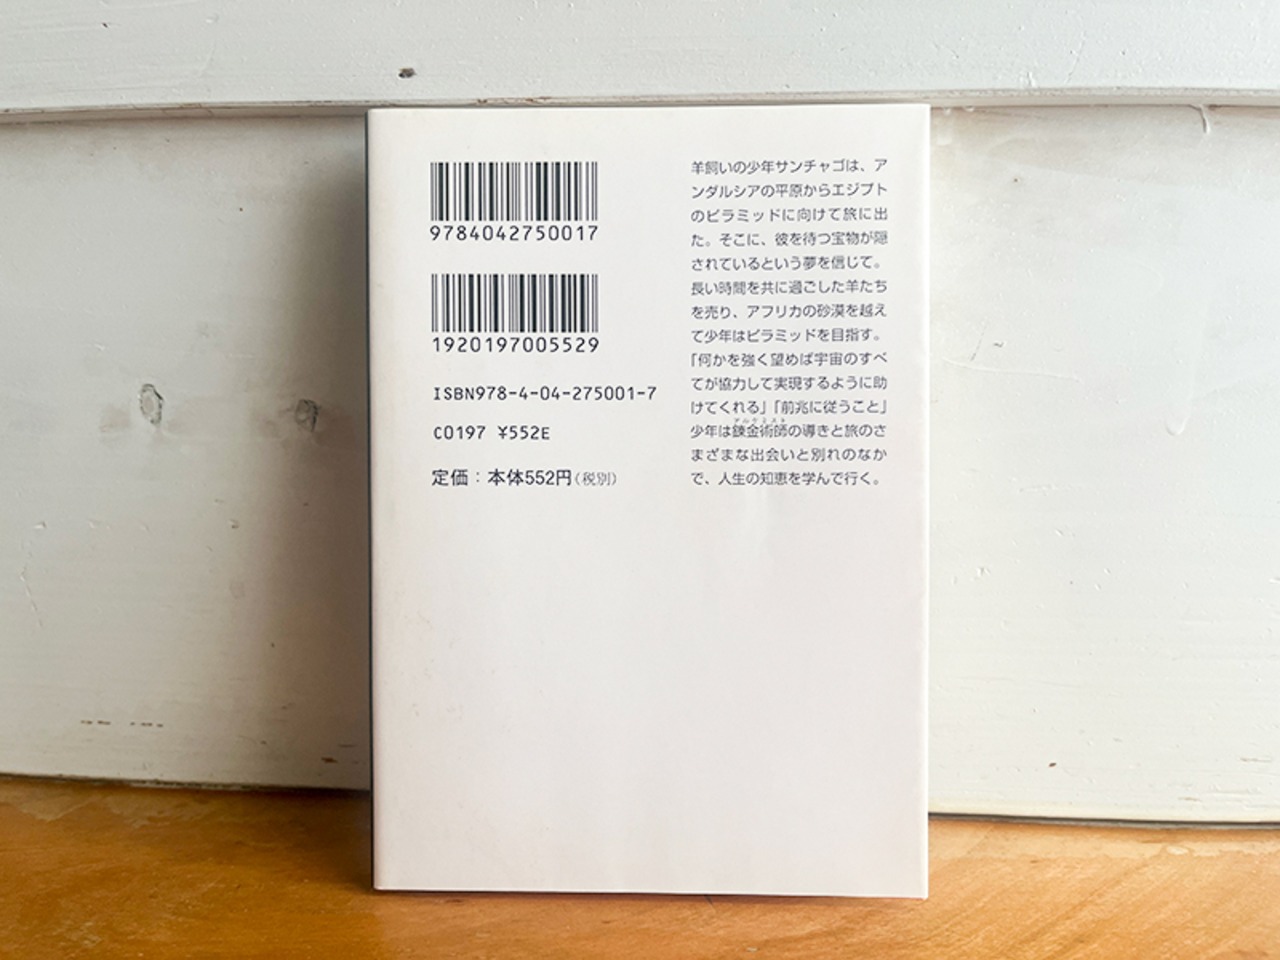 9784042750017
1920197005529
ISBN978-4-04-275001-7
C0197 ¥552E
定価：本体552円（税別）
羊飼いの少年サンチャゴは、ア
ンダルシアの平原からエジプト
のピラミッドに向けて旅に出
た。そこに、彼を待つ宝物が隠
されているという夢を信じて。
長い時間を共に過ごした羊たち
を売り、アフリカの砂漠を越え
て少年はピラミッドを目指す。
「何かを強く望めば宇宙のすべ
てが協力して実現するように助
けてくれる」「前兆に従うこと」
アルケミスト
少年は錬金術師の導きと旅のさ
まざまな出会いと別れのなか
で、人生の知恵を学んで行く。